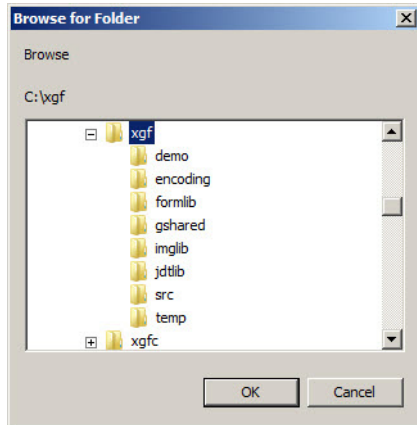 Browse for Folder
Browse
C:\xgf
xgf
demo
encoding
formlib
gshared
imglib
jdtlib
src
temp
xgfc
OK Cancel